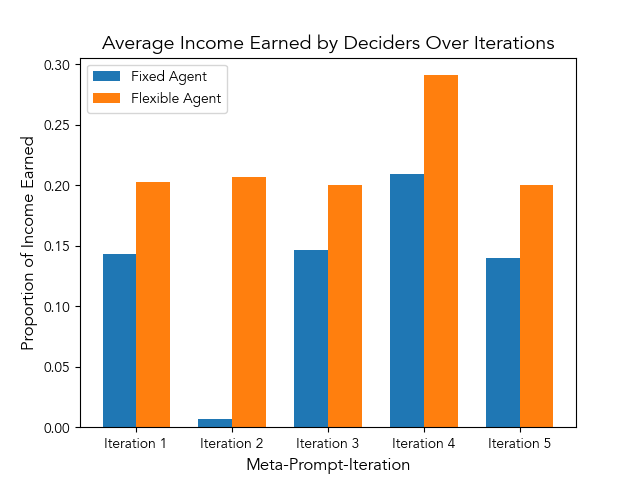 Average Income Earned by Deciders Over Iterations
Fixed Agent
Flexible Agent
Proportion of Income Earned
0.30
0.25
0.20
0.15
0.10
0.05
0.00
Iteration 1
Iteration 2
Iteration 3
Iteration 4
Iteration 5
Meta-Prompt-Iteration